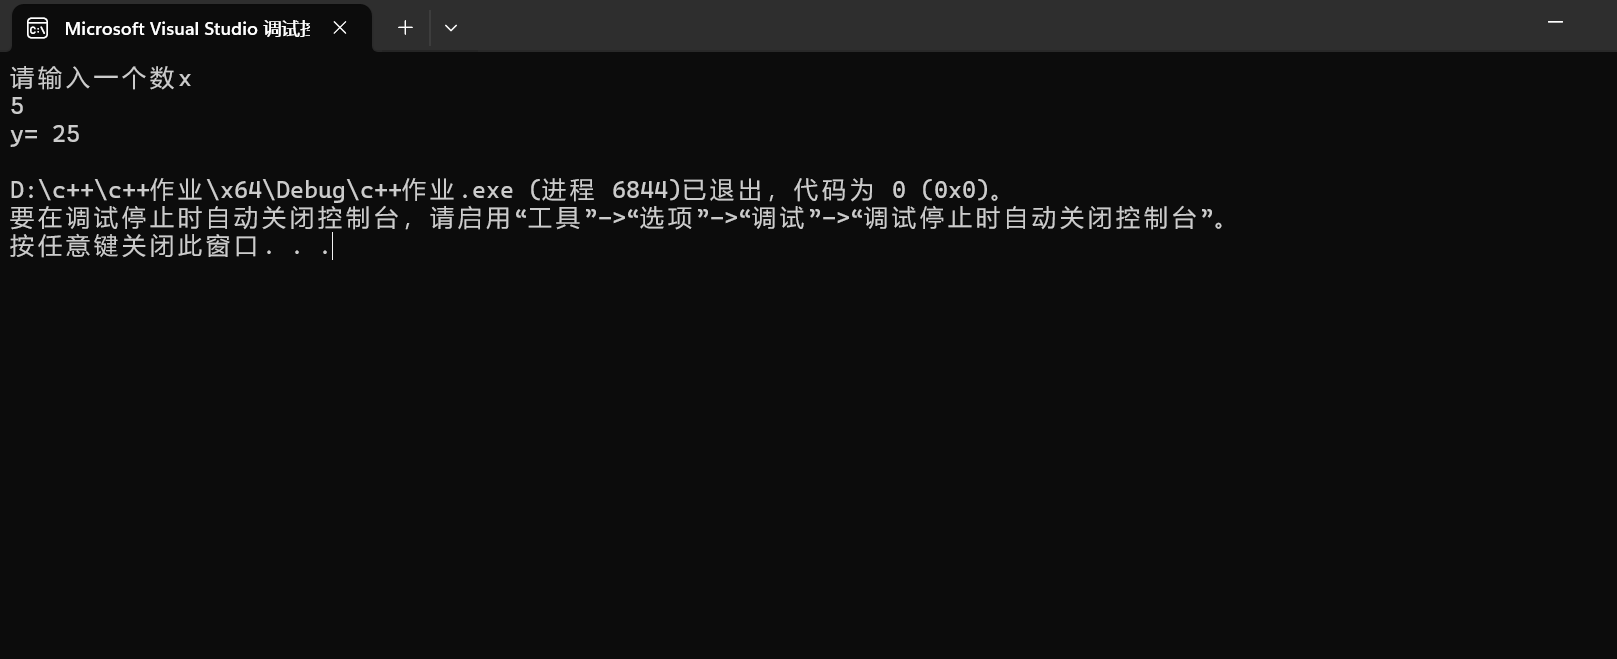 Microsoft Visual Studio 调试
请输入一个数x
5
y= 25
D:\c++\c++作业\x64\Debug\c++作业.exe (进程 6844)已退出，代码为 0 (0x0)。
要在调试停止时自动关闭控制台，请启用“工具”->“选项”->“调试”->“调试停止时自动关闭控制台”。
按任意键关闭此窗口. . .